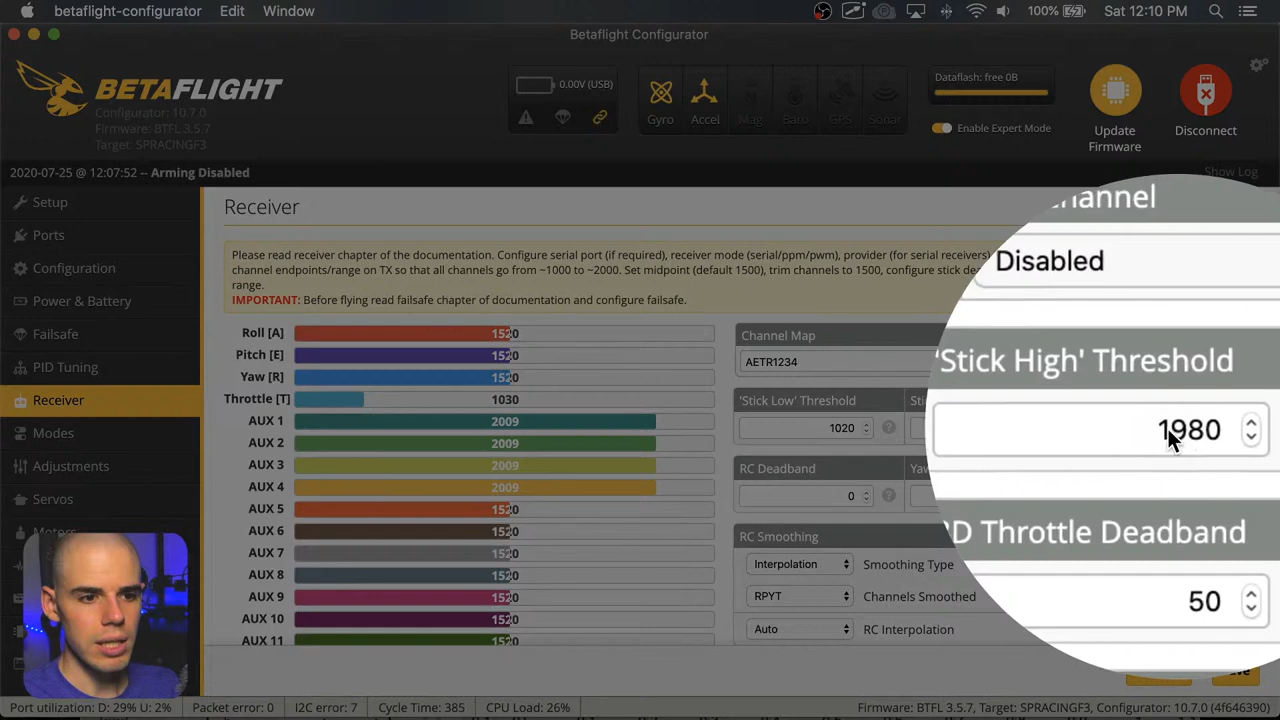 betaflight-configurator Edit Window 100% Sat 12:10 PM
Betaflight Configurator
BETAFLIGHT
Configurator: 10.7.0
Firmware: BTFL 3.5.7
Target: SPRACINGF3
0.00V (USB)
Gyro Accel Mag Baro GPS Sonar
Dataflash: free 0B
Enable Expert Mode
Update
Firmware
Disconnect
2020-07-25 @ 12:07:52 -- Arming Disabled
Show Log
Setup
Ports
Configuration
Power & Battery
Failsafe
PID Tuning
Receiver
Modes
Adjustments
Servos
Motors
Receiver
Please read receiver chapter of the documentation. Configure serial port (if required), receiver mode (serial/ppm/pwm), provider (for serial receivers)
channel endpoints/range on TX so that all channels go from ~1000 to ~2000. Set midpoint (default 1500), trim channels to 1500, configure stick
range.
IMPORTANT: Before flying read failsafe chapter of documentation and configure failsafe.
Roll [A] 1520
Pitch [E] 1520
Yaw [R] 1520
Throttle [T] 1030
AUX 1 2009
AUX 2 2009
AUX 3 2009
AUX 4 2009
AUX 5 1520
AUX 6 1520
AUX 7 1520
AUX 8 1520
AUX 9 1520
AUX 10 1520
AUX 11 1520
Channel Map
AETR1234
'Stick Low' Threshold
1020
RC Deadband
0
RC Smoothing
Interpolation Smoothing Type
RPYT Channels Smoothed
Auto RC Interpolation
Disabled
'Stick High' Threshold
1980
Throttle Deadband
50
Port utilization: D: 29% U: 2% Packet error: 0 I2C error: 7 Cycle Time: 385 CPU Load: 26% Firmware: BTFL 3.5.7, Target: SPRACINGF3, Configurator: 10.7.0 (4f646390)